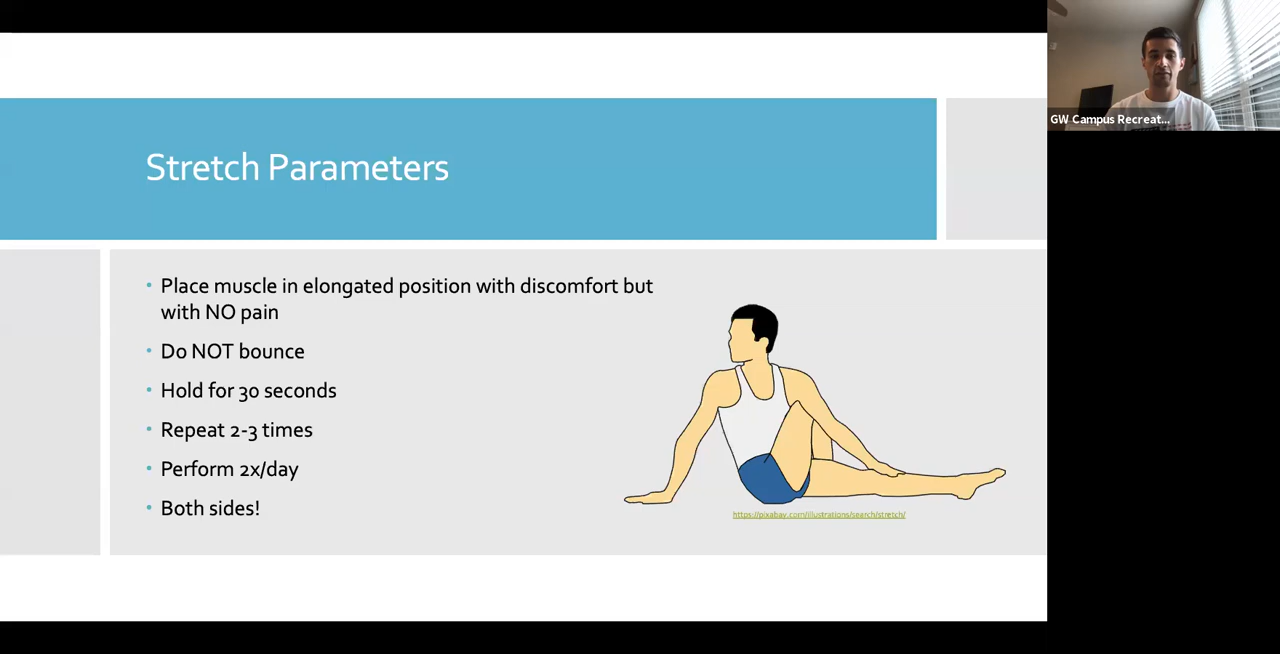 GW Campus Recreat...
Stretch Parameters
• Place muscle in elongated position with discomfort but
with NO pain
• Do NOT bounce
• Hold for 30 seconds
• Repeat 2-3 times
• Perform 2x/day
• Both sides!
https://pixabay.com/illustrations/search/stretch/